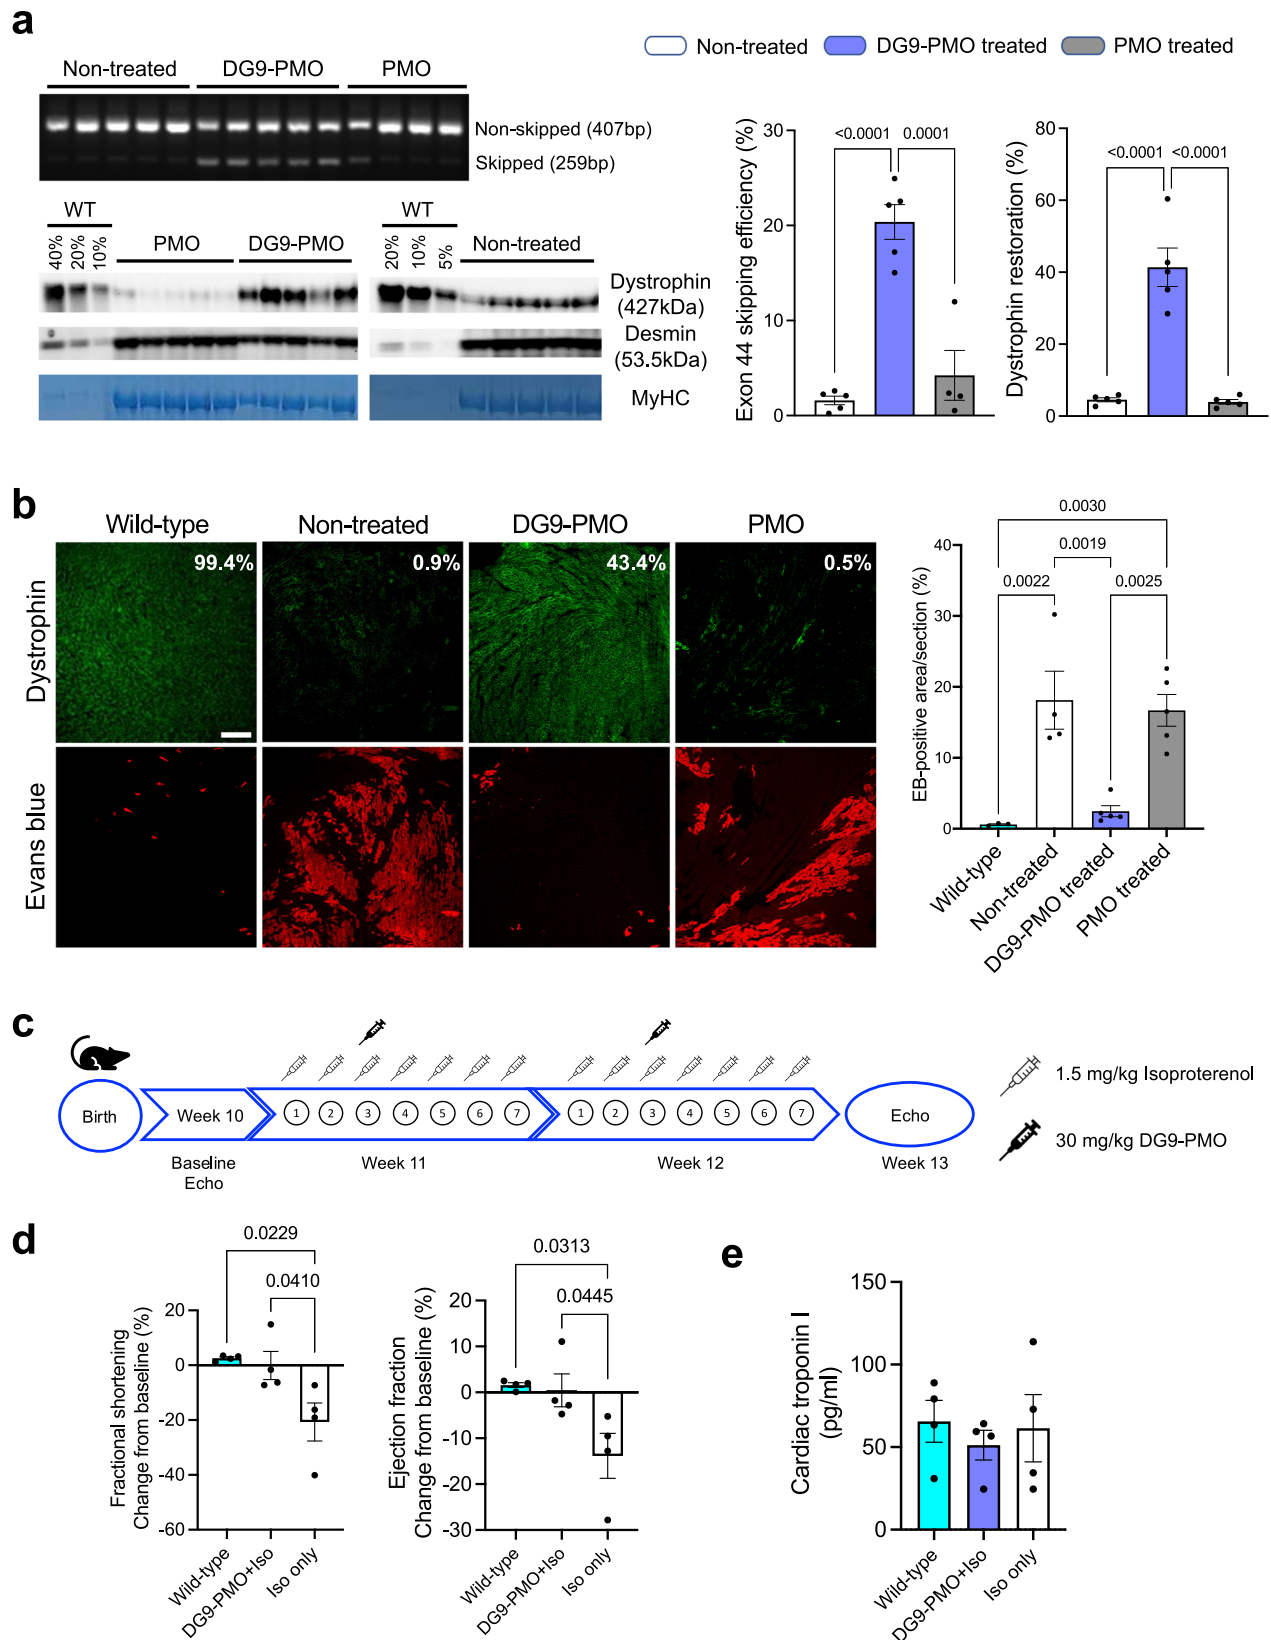 a
Non-treated
DG9-PMO treated
PMO treated
Non-treated
DG9-PMO
PMO
Non-skipped (407bp)
Skipped (259bp)
WT
40%
20%
10%
PMO
DG9-PMO
WT
20%
10%
5%
Non-treated
Dystrophin
(427kDa)
Desmin
(53.5kDa)
MyHC
Exon 44 skipping efficiency (%)
30
20
10
0
<0.0001
0.0001
Dystrophin restoration (%)
80
60
40
20
0
<0.0001
<0.0001
b
Wild-type
Non-treated
DG9-PMO
PMO
Dystrophin
99.4%
0.9%
43.4%
0.5%
Evans blue
EB-positive area/section (%)
40
30
20
10
0
0.0030
0.0019
0.0022
0.0025
Wild-type
Non-treated
DG9-PMO treated
PMO treated
c
Birth
Week 10
1 2 3 4 5 6 7
1 2 3 4 5 6 7
Echo
Baseline
Echo
Week 11
Week 12
Week 13
1.5 mg/kg Isoproterenol
30 mg/kg DG9-PMO
d
Fractional shortening
Change from baseline (%)
20
0
-20
-40
-60
0.0229
0.0410
Wild-type
DG9-PMO+Iso
Iso only
Ejection fraction
Change from baseline (%)
20
10
0
-10
-20
-30
0.0313
0.0445
Wild-type
DG9-PMO+Iso
Iso only
e
Cardiac troponin I
(pg/ml)
150
100
50
0
Wild-type
DG9-PMO+Iso
Iso only